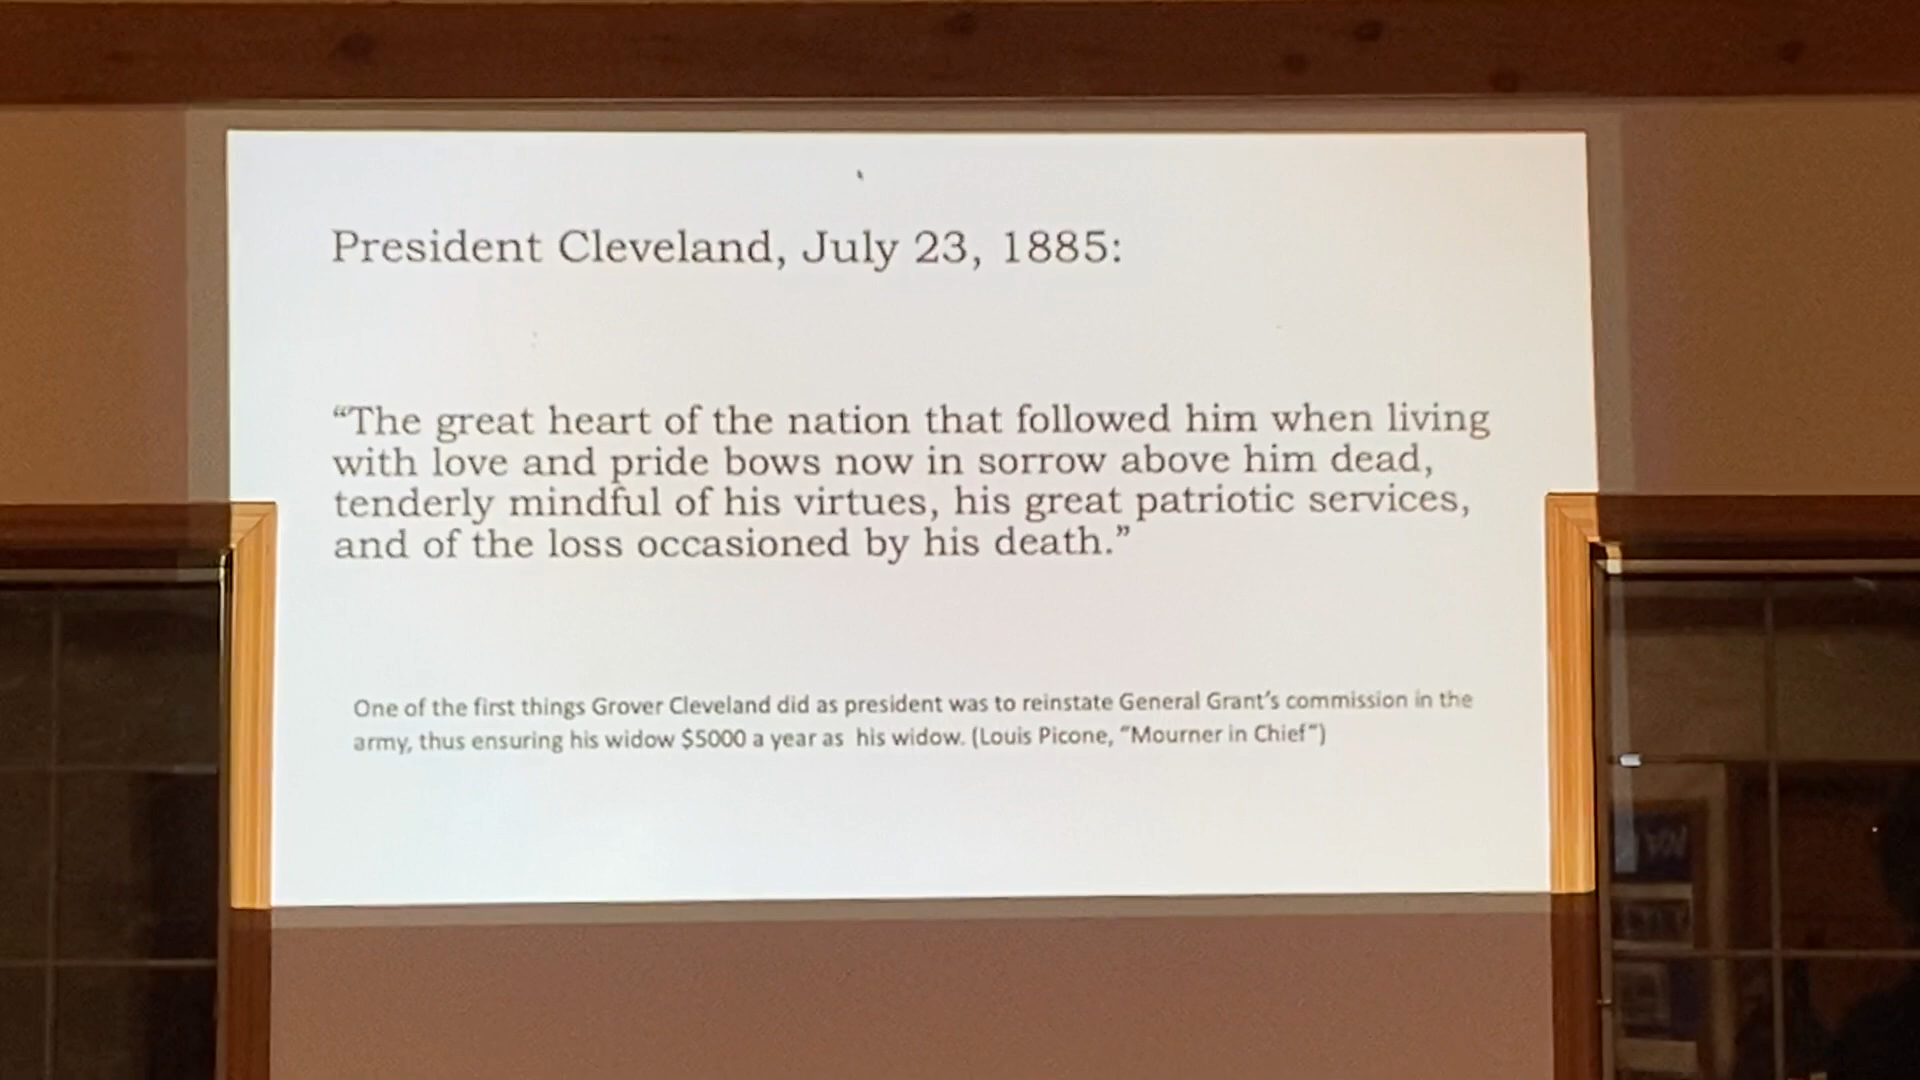 President Cleveland, July 23, 1885:
“The great heart of the nation that followed him when living
with love and pride bows now in sorrow above him dead,
tenderly mindful of his virtues, his great patriotic services,
and of the loss occasioned by his death.”
One of the first things Grover Cleveland did as president was to reinstate General Grant’s commission in the
army, thus ensuring his widow $5000 a year as  his widow. (Louis Picone, “Mourner in Chief”)